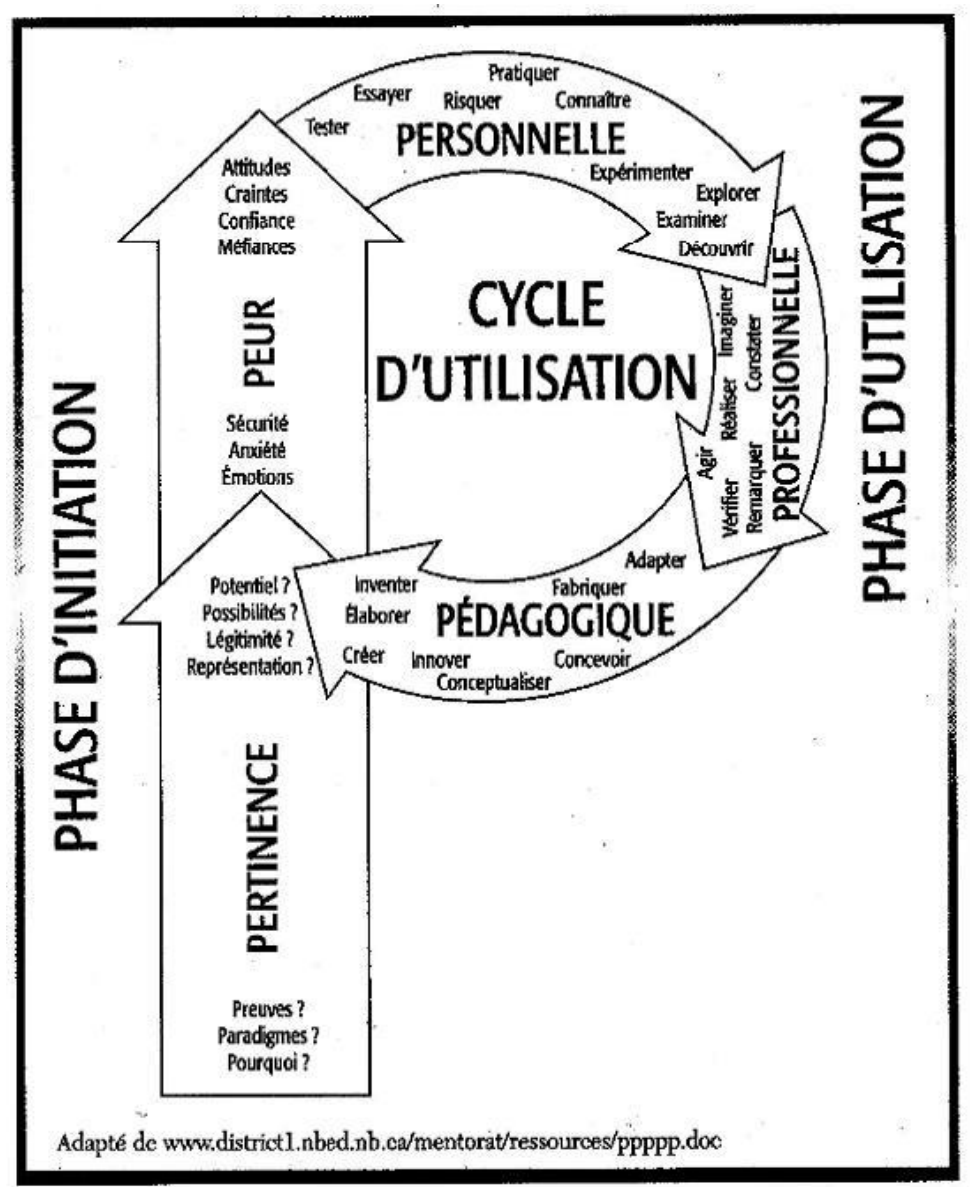 PHASE D'INITIATION
PHASE D'UTILISATION
CYCLE
D'UTILISATION
Pratiquer
Essayer
Risquer
Connaître
Tester
PERSONNELLE
Expérimenter
Explorer
Examiner
Découvrir
PROFESSIONNELLE
Imaginer
Constater
Réaliser
Agir
Remarquer
Vérifier
Adapter
Fabriquer
PÉDAGOGIQUE
Inventer
Élaborer
Créer
Innover
Concevoir
Conceptualiser
Attitudes
Craintes
Confiance
Méfiances
PEUR
Sécurité
Anxiété
Émotions
Potentiel ?
Possibilités ?
Légitimité ?
Représentation ?
PERTINENCE
Preuves ?
Paradigmes ?
Pourquoi ?
Adapté de www.district1.nbed.nb.ca/mentorat/ressources/ppppp.doc